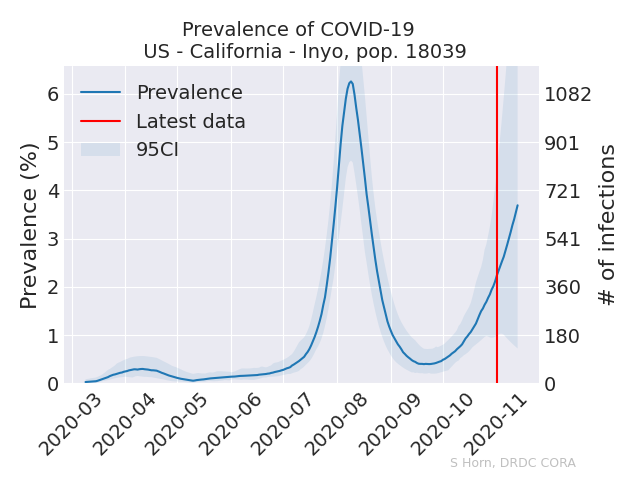 Prevalence of COVID-19
US - California - Inyo, pop. 18039
Prevalence
Latest data
95CI
Prevalence (%)
6
5
4
3
2
1
0
1082
901
721
541
360
180
0
# of infections
2020-03
2020-04
2020-05
2020-06
2020-07
2020-08
2020-09
2020-10
2020-11
S Horn, DRDC CORA